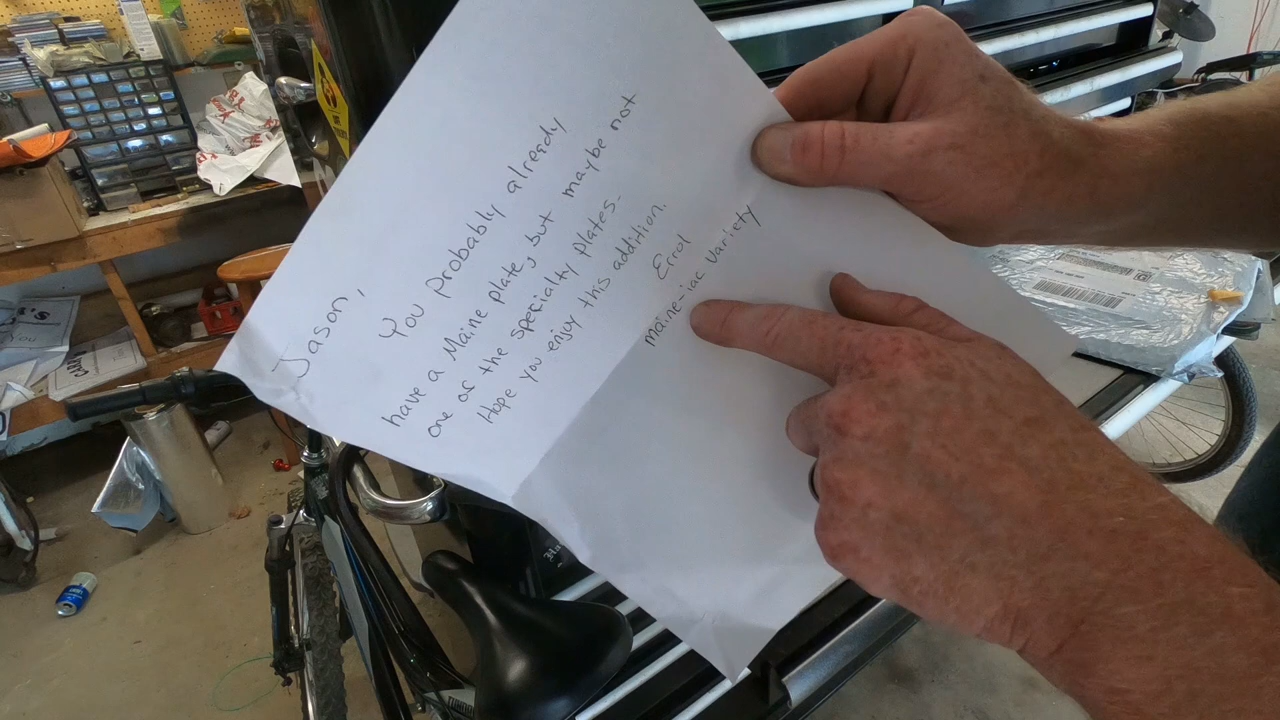 Jason,
You probably already
have a Maine plate, but maybe not
one of the specialty plates.
Hope you enjoy this addition.
Errol
maine-iac variety